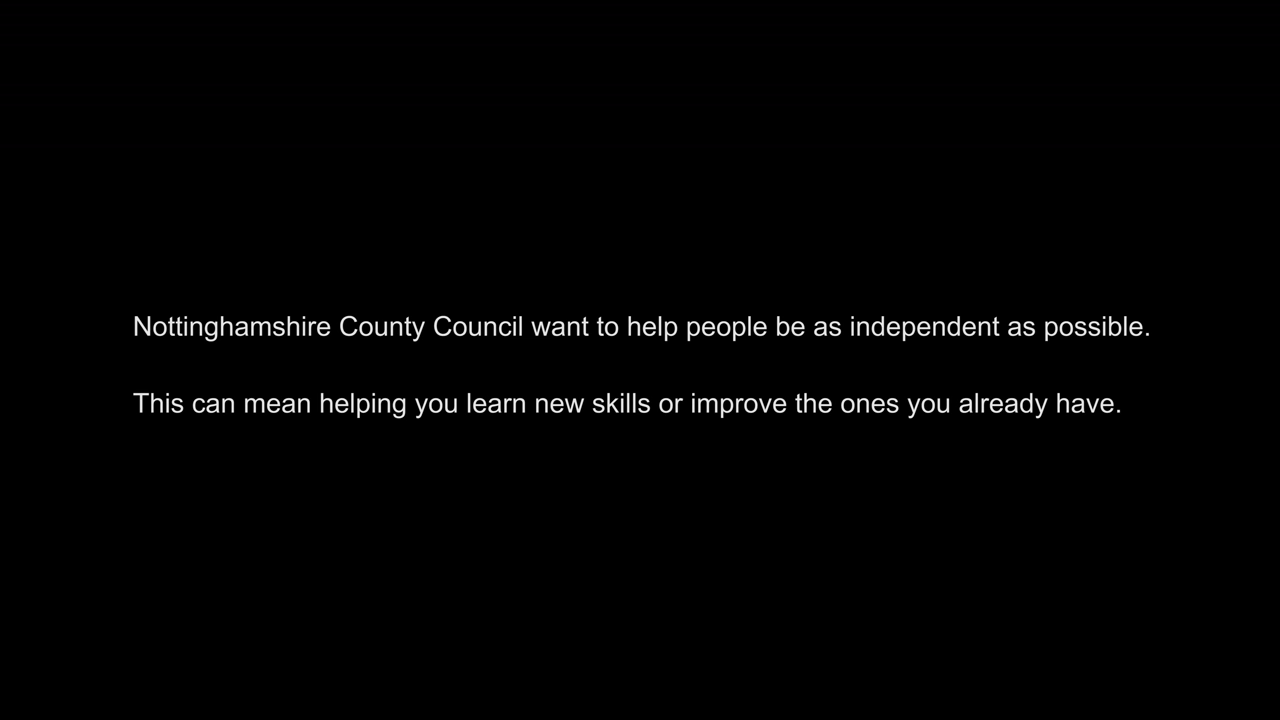 Nottinghamshire County Council want to help people be as independent as possible.
This can mean helping you learn new skills or improve the ones you already have.